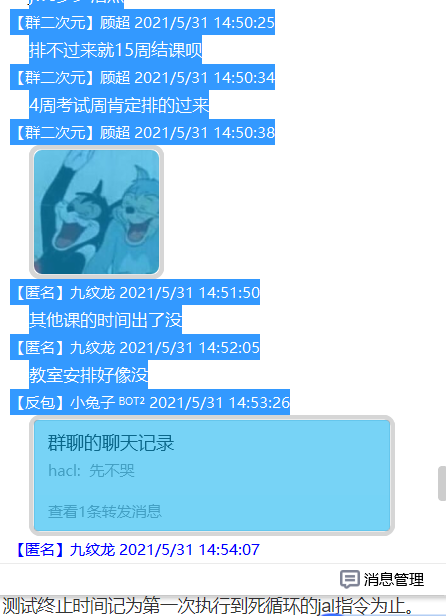 【群二次元】顾超 2021/5/31 14:50:25
排不过来就15周结课呗
【群二次元】顾超 2021/5/31 14:50:34
4周考试周肯定排的过来
【群二次元】顾超 2021/5/31 14:50:38
【匿名】九纹龙 2021/5/31 14:51:50
其他课的时间出了没
【匿名】九纹龙 2021/5/31 14:52:05
教室安排好像没
【反包】小兔子 BOT2 2021/5/31 14:53:26
群聊的聊天记录
hacl: 先不哭
查看1条转发消息
【匿名】九纹龙 2021/5/31 14:54:07
消息管理
测试终止时间记为第一次执行到死循环的jal指令为止。